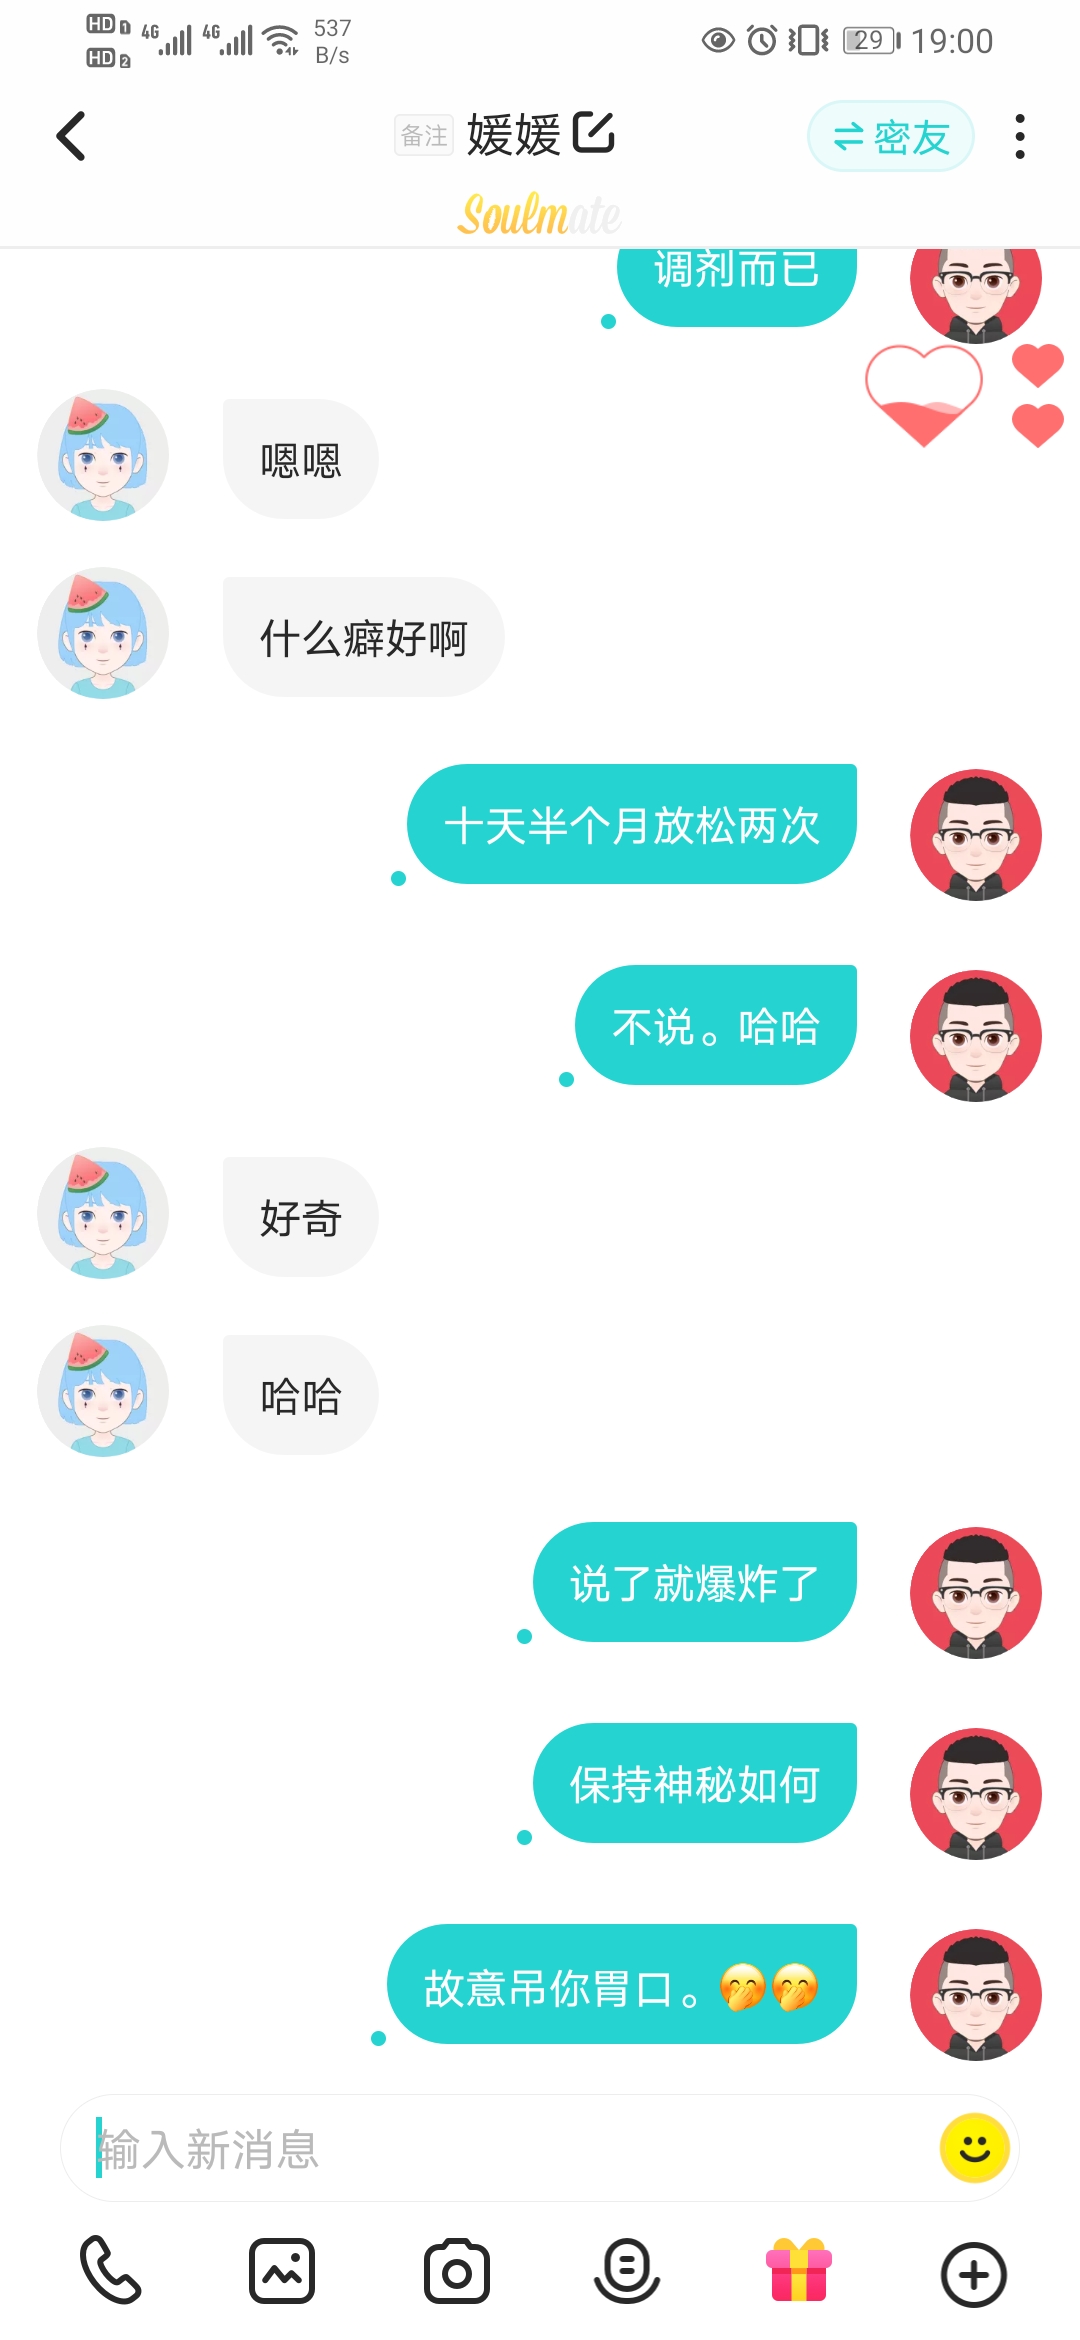 HD 1 4G 4G 537
HD 2 B/s
29 19:00
备注 媛媛 密友
Soulmate
调剂而已
嗯嗯
什么癖好啊
十天半个月放松两次
不说。哈哈
好奇
哈哈
说了就爆炸了
保持神秘如何
故意吊你胃口。🤭🤭
输入新消息